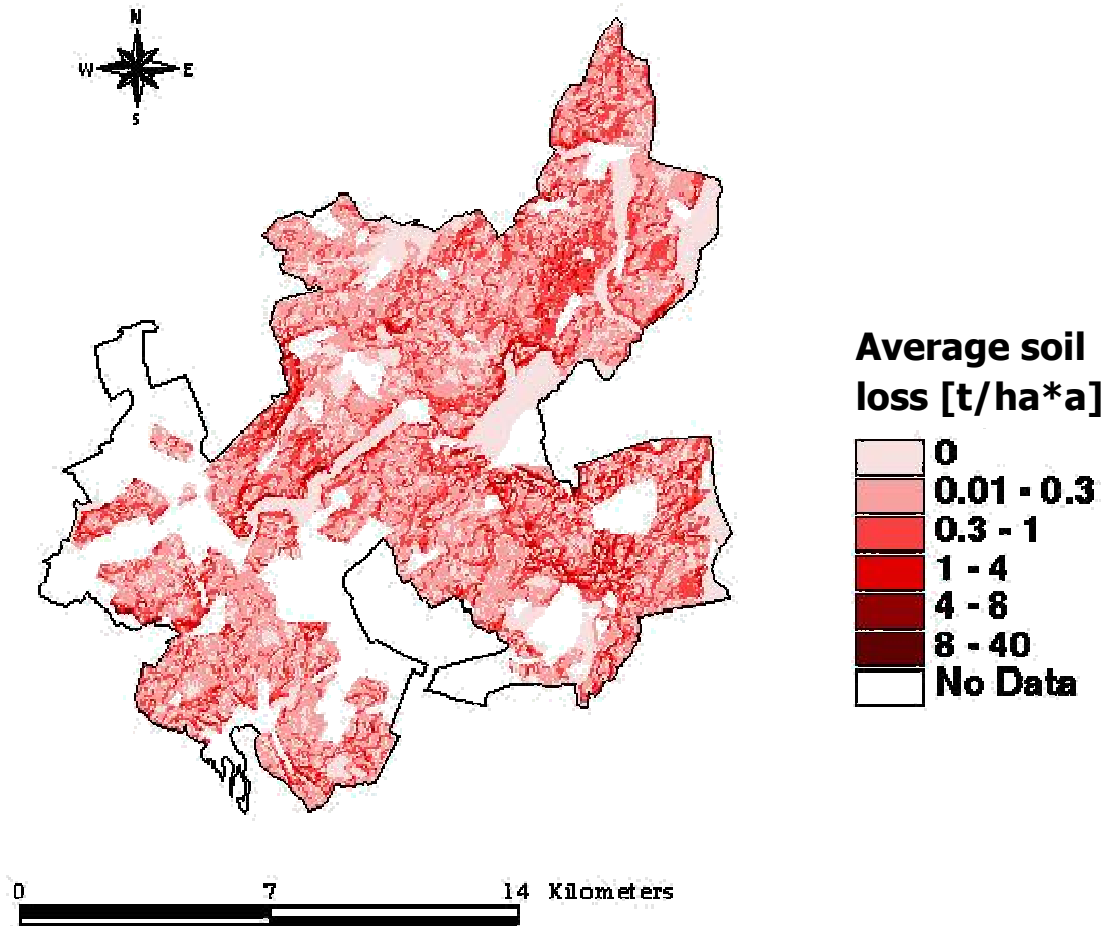 N
W E
S
Average soil
loss [t/ha*a]
0
0.01 - 0.3
0.3 - 1
1 - 4
4 - 8
8 - 40
No Data
0 7 14 Kilometers